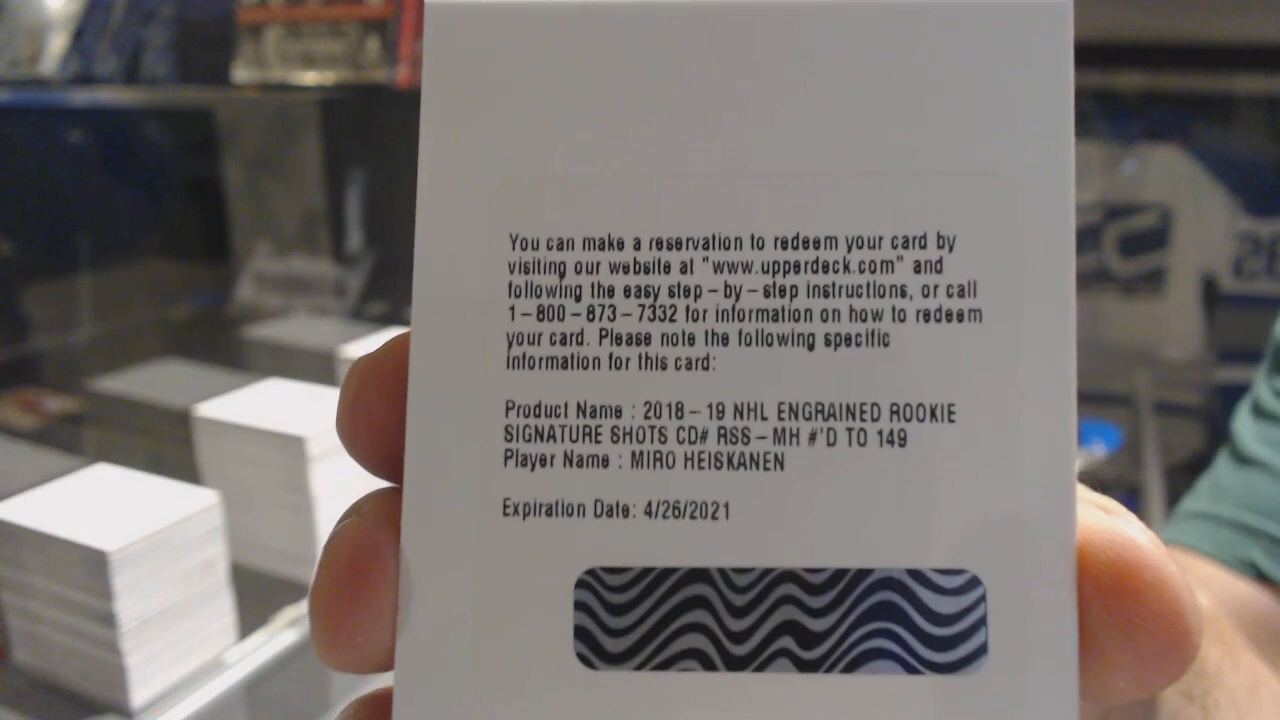 You can make a reservation to redeem your card by
visiting our website at "www.upperdeck.com" and
following the easy step-by-step instructions, or call
1-800-873-7332 for information on how to redeem
your card. Please note the following specific
information for this card:
Product Name : 2018-19 NHL ENGRAINED ROOKIE
SIGNATURE SHOTS CD# RSS-MH #'D TO 149
Player Name : MIRO HEISKANEN
Expiration Date: 4/26/2021